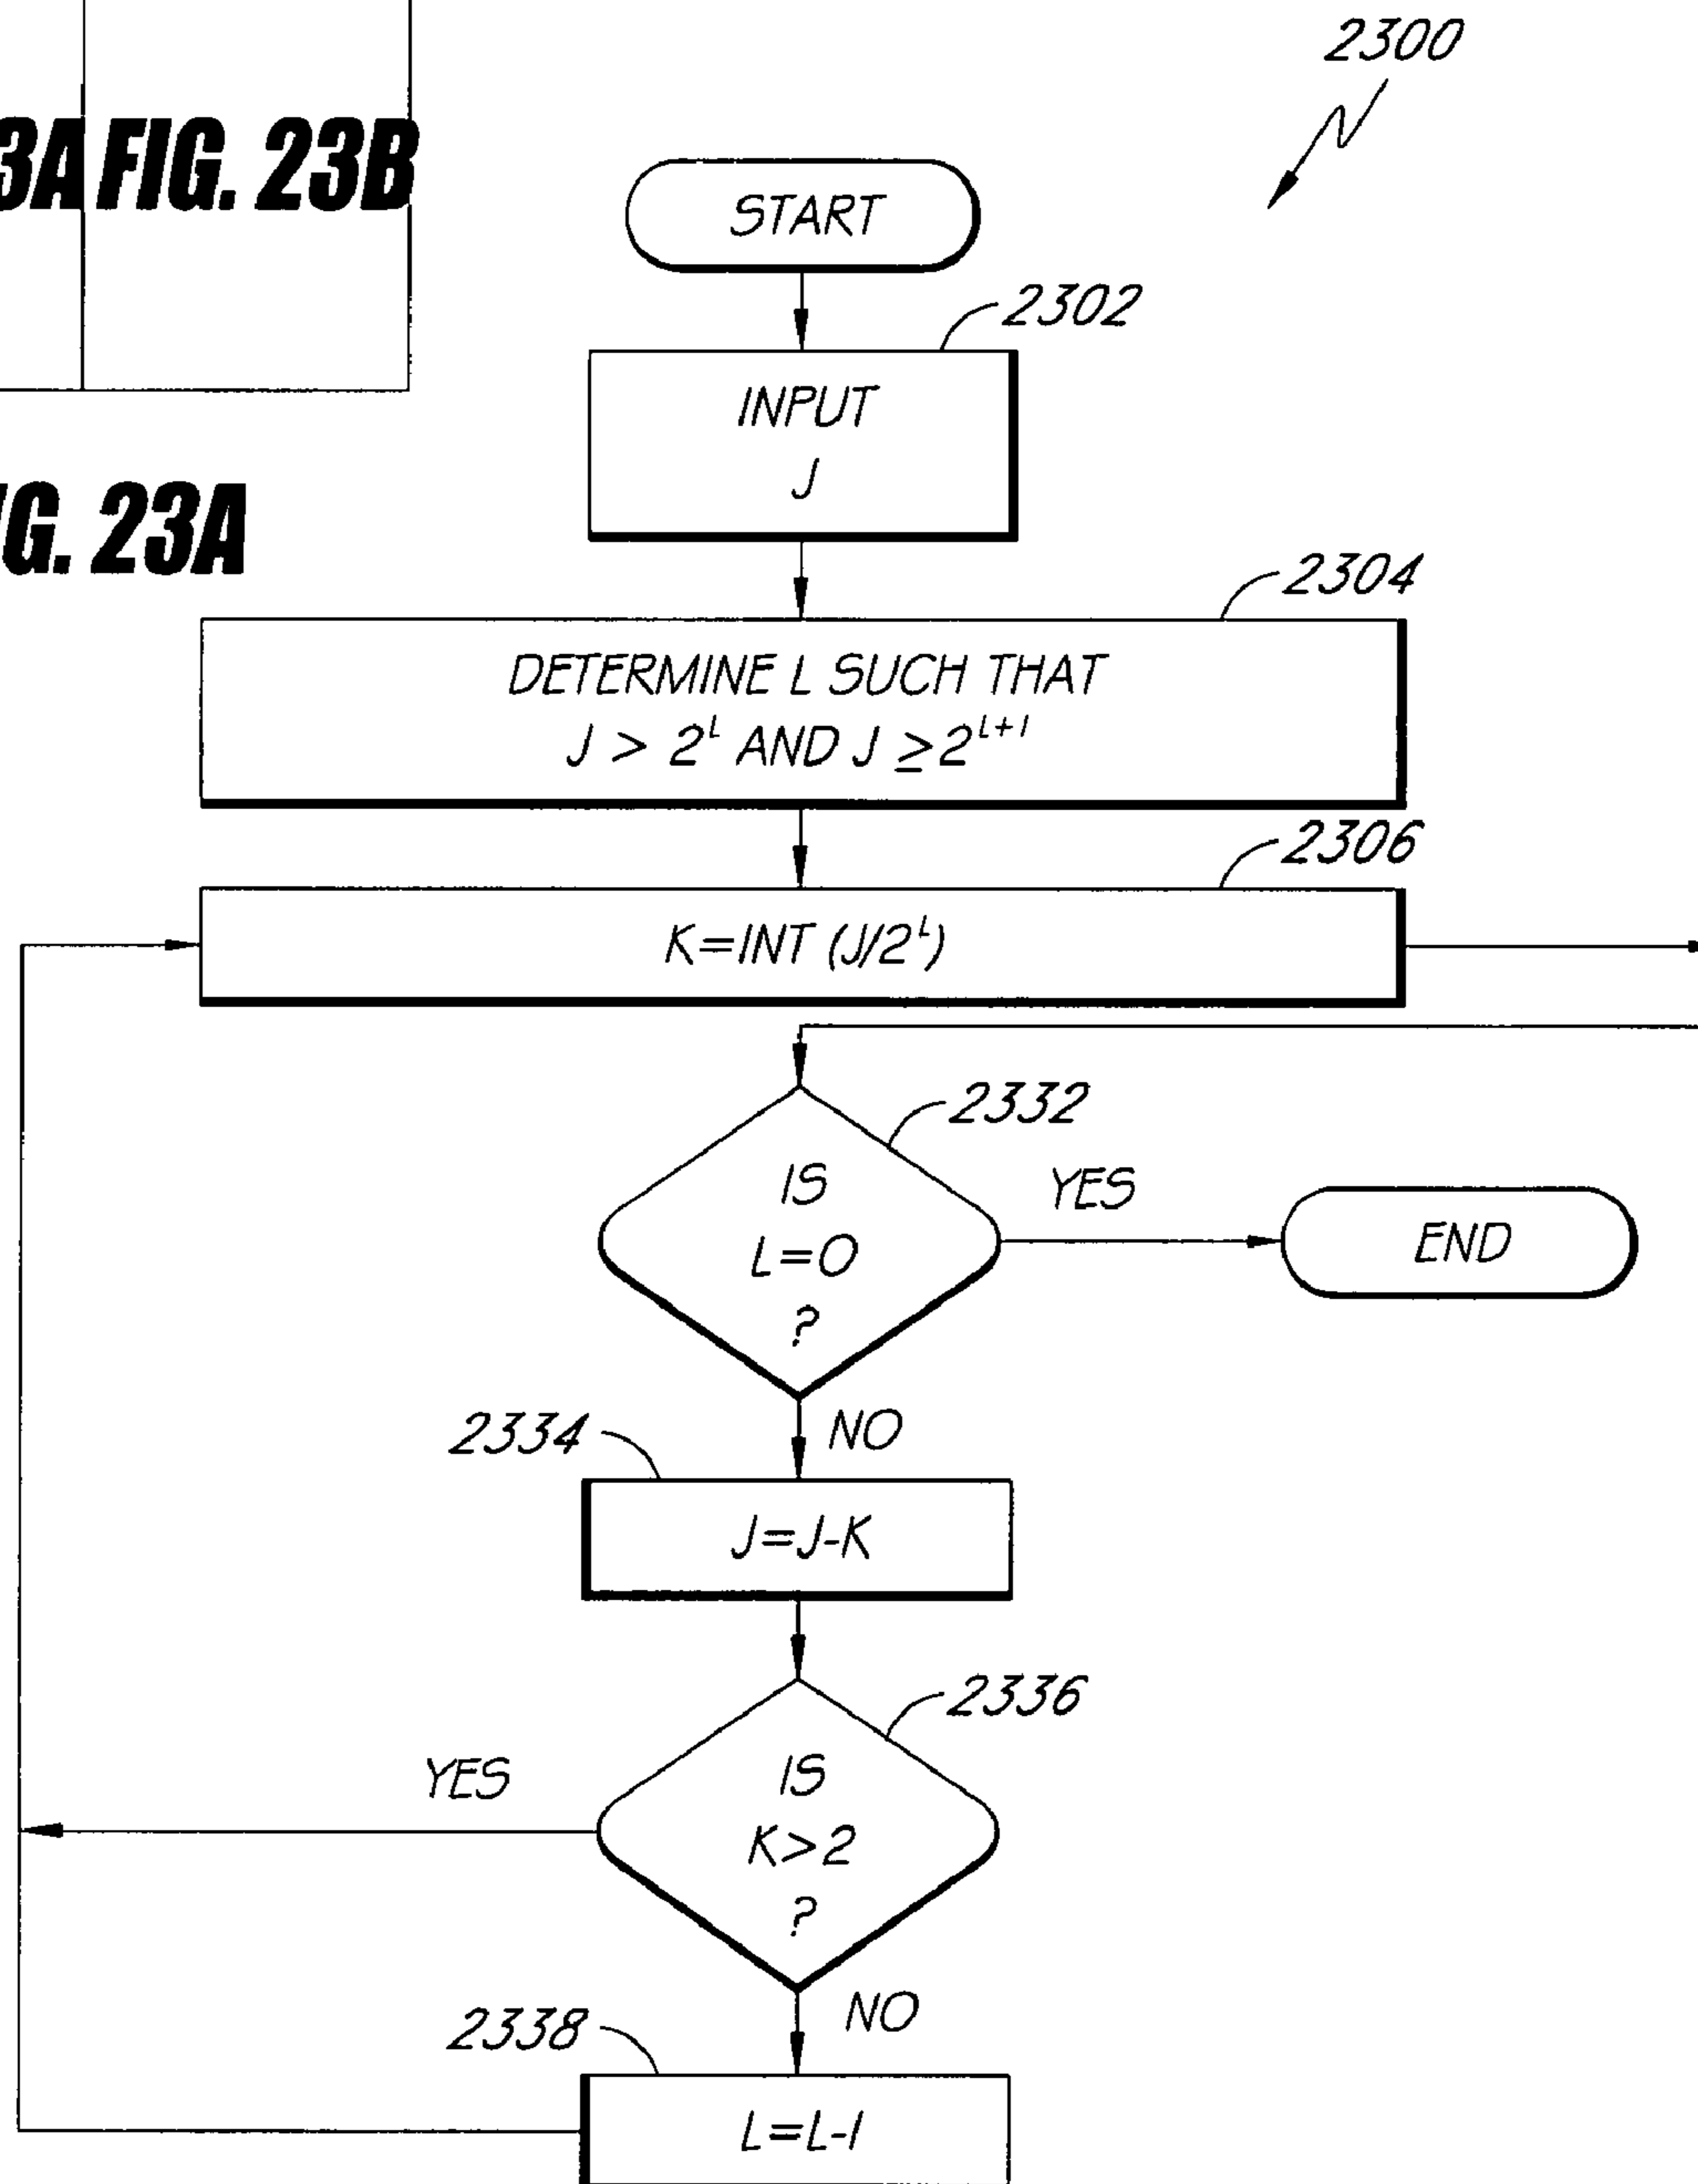 2300
3A FIG. 23B
START
2302
INPUT
J
G. 23A
2304
DETERMINE L SUCH THAT
J > 2^L AND J ≥ 2^L+1
2306
K=INT (J/2^L)
2332
IS
L=0
?
YES
END
NO
2334
J=J-K
2336
IS
K>2
?
YES
NO
2338
L=L-1